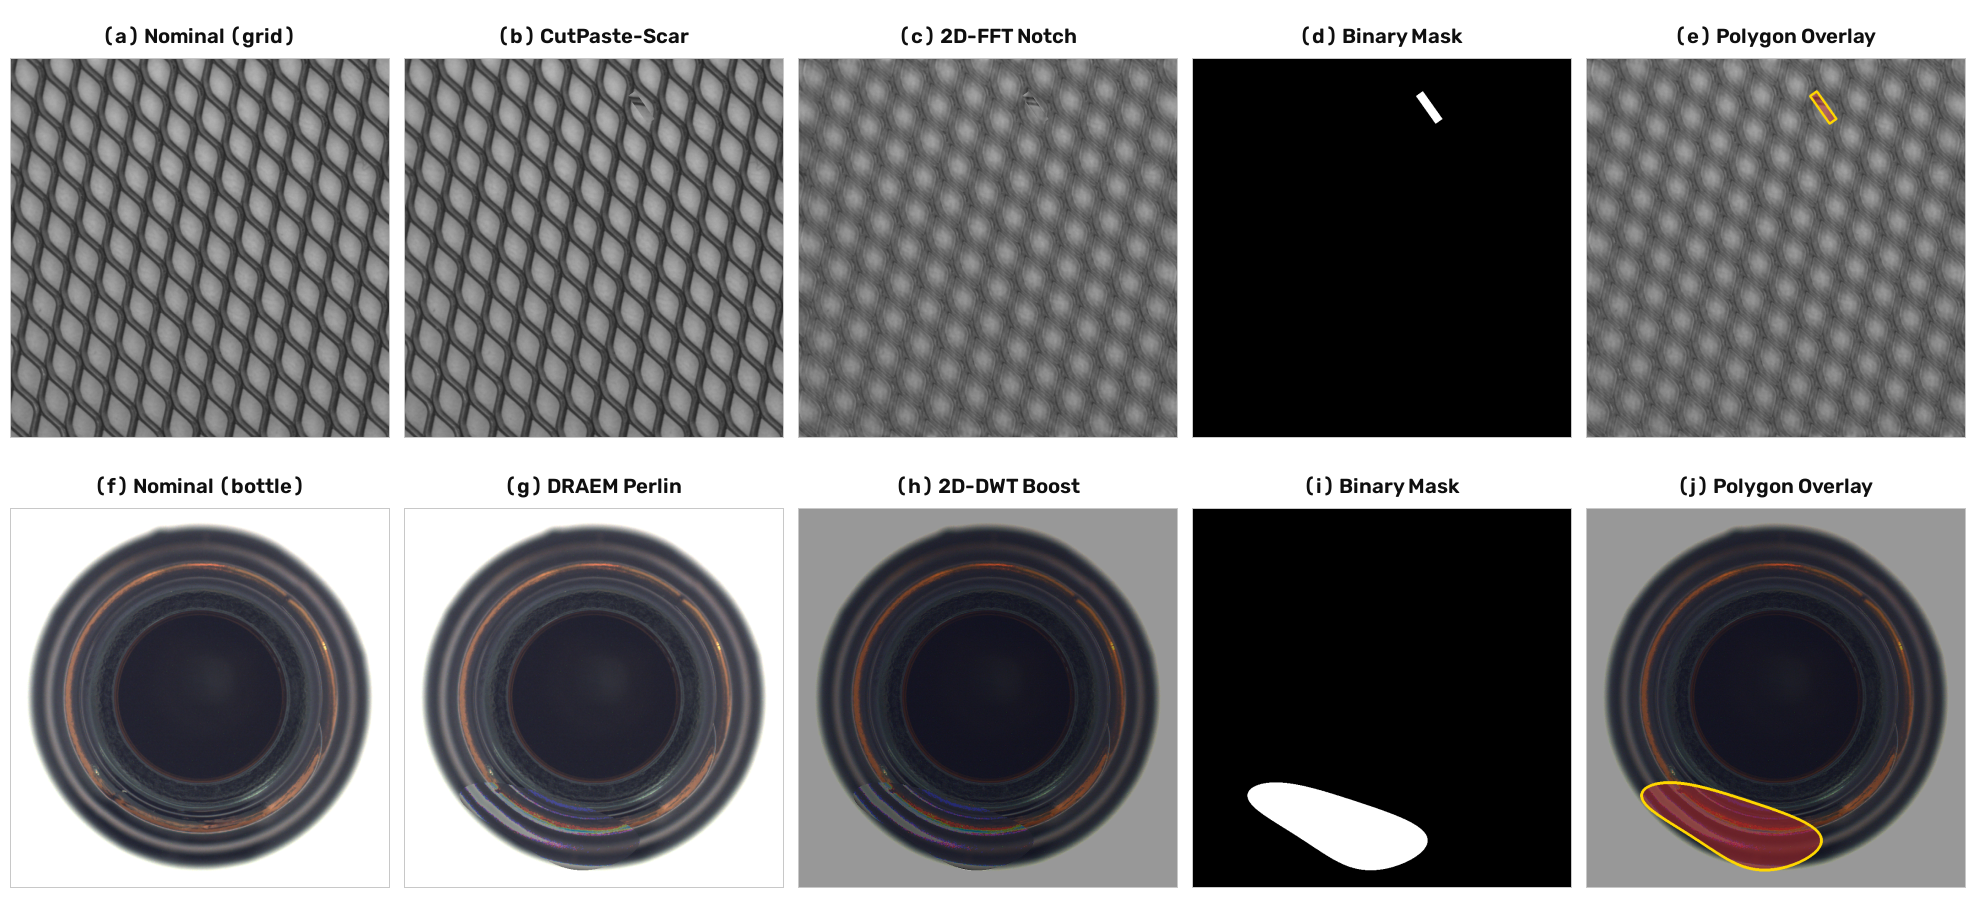 (a) Nominal (grid)
(b) CutPaste-Scar
(c) 2D-FFT Notch
(d) Binary Mask
(e) Polygon Overlay
(f) Nominal (bottle)
(g) DRAEM Perlin
(h) 2D-DWT Boost
(i) Binary Mask
(j) Polygon Overlay